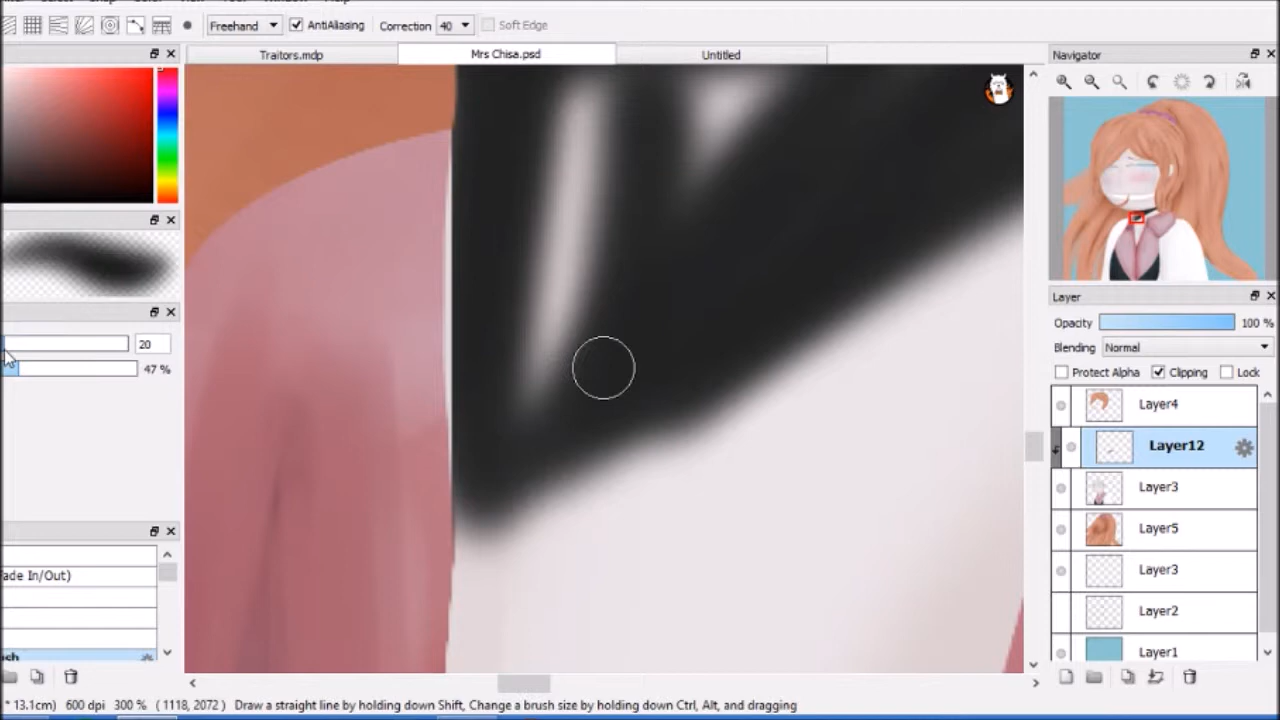 Freehand AntiAliasing Correction 40 Soft Edge
Traitors.mdp Mrs Chisa.psd Untitled
Navigator
20
47 %
Layer
Opacity 100 %
Blending Normal
Protect Alpha Clipping Lock
Layer4
Layer12
Layer3
Layer5
Layer3
Layer2
Layer1
ade In/Out)
ush
* 13.1cm) 600 dpi 300 % ( 1118, 2072 ) Draw a straight line by holding down Shift, Change a brush size by holding down Ctrl, Alt, and dragging